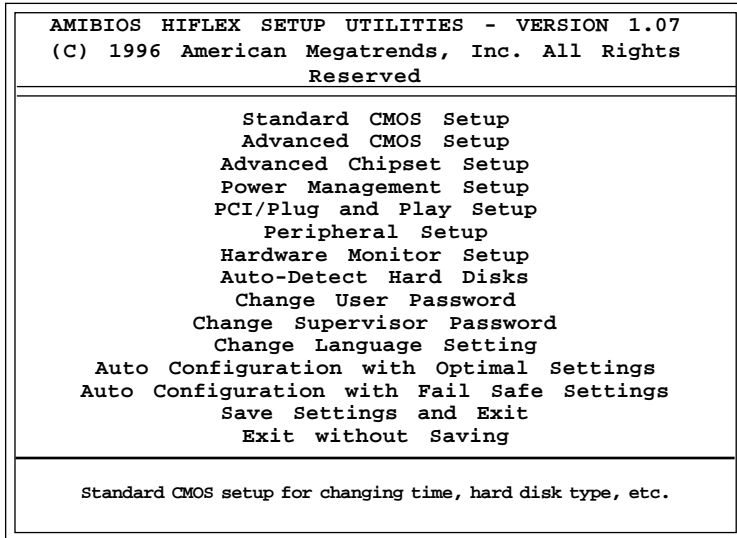 AMIBIOS HIFLEX SETUP UTILITIES - VERSION 1.07
(C) 1996 American Megatrends, Inc. All Rights
Reserved
Standard CMOS Setup
Advanced CMOS Setup
Advanced Chipset Setup
Power Management Setup
PCI/Plug and Play Setup
Peripheral Setup
Hardware Monitor Setup
Auto-Detect Hard Disks
Change User Password
Change Supervisor Password
Change Language Setting
Auto Configuration with Optimal Settings
Auto Configuration with Fail Safe Settings
Save Settings and Exit
Exit without Saving
Standard CMOS setup for changing time, hard disk type, etc.